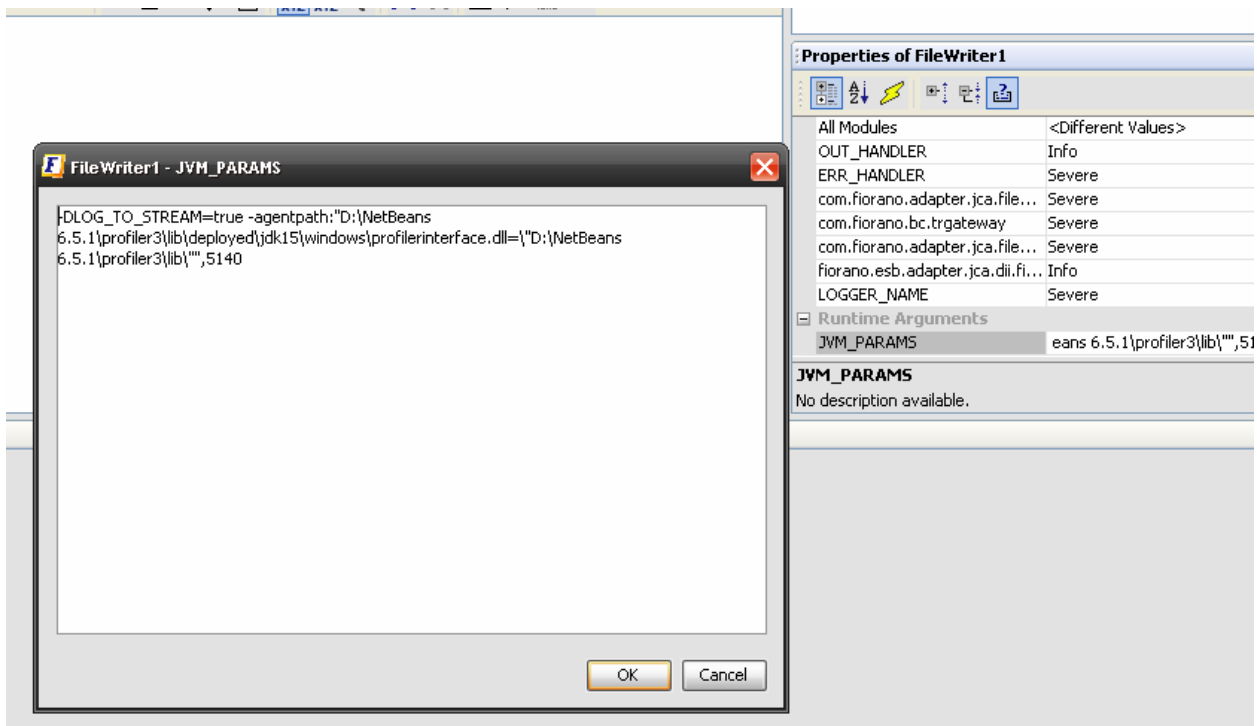 Properties of FileWriter1
All Modules <Different Values>
OUT_HANDLER Info
ERR_HANDLER Severe
com.fiorano.adapter.jca.file... Severe
com.fiorano.bc.trgateway Severe
com.fiorano.adapter.jca.file... Severe
fiorano.esb.adapter.jca.dii.fi... Info
LOGGER_NAME Severe
Runtime Arguments
JVM_PARAMS eans 6.5.1\profiler3\lib\"",51
JVM_PARAMS
No description available.
FileWriter1 - JVM_PARAMS
-DLOG_TO_STREAM=true -agentpath:"D:\NetBeans
6.5.1\profiler3\lib\deployed\jdk15\windows\profilerinterface.dll=\"D:\NetBeans
6.5.1\profiler3\lib\"",5140
OK Cancel